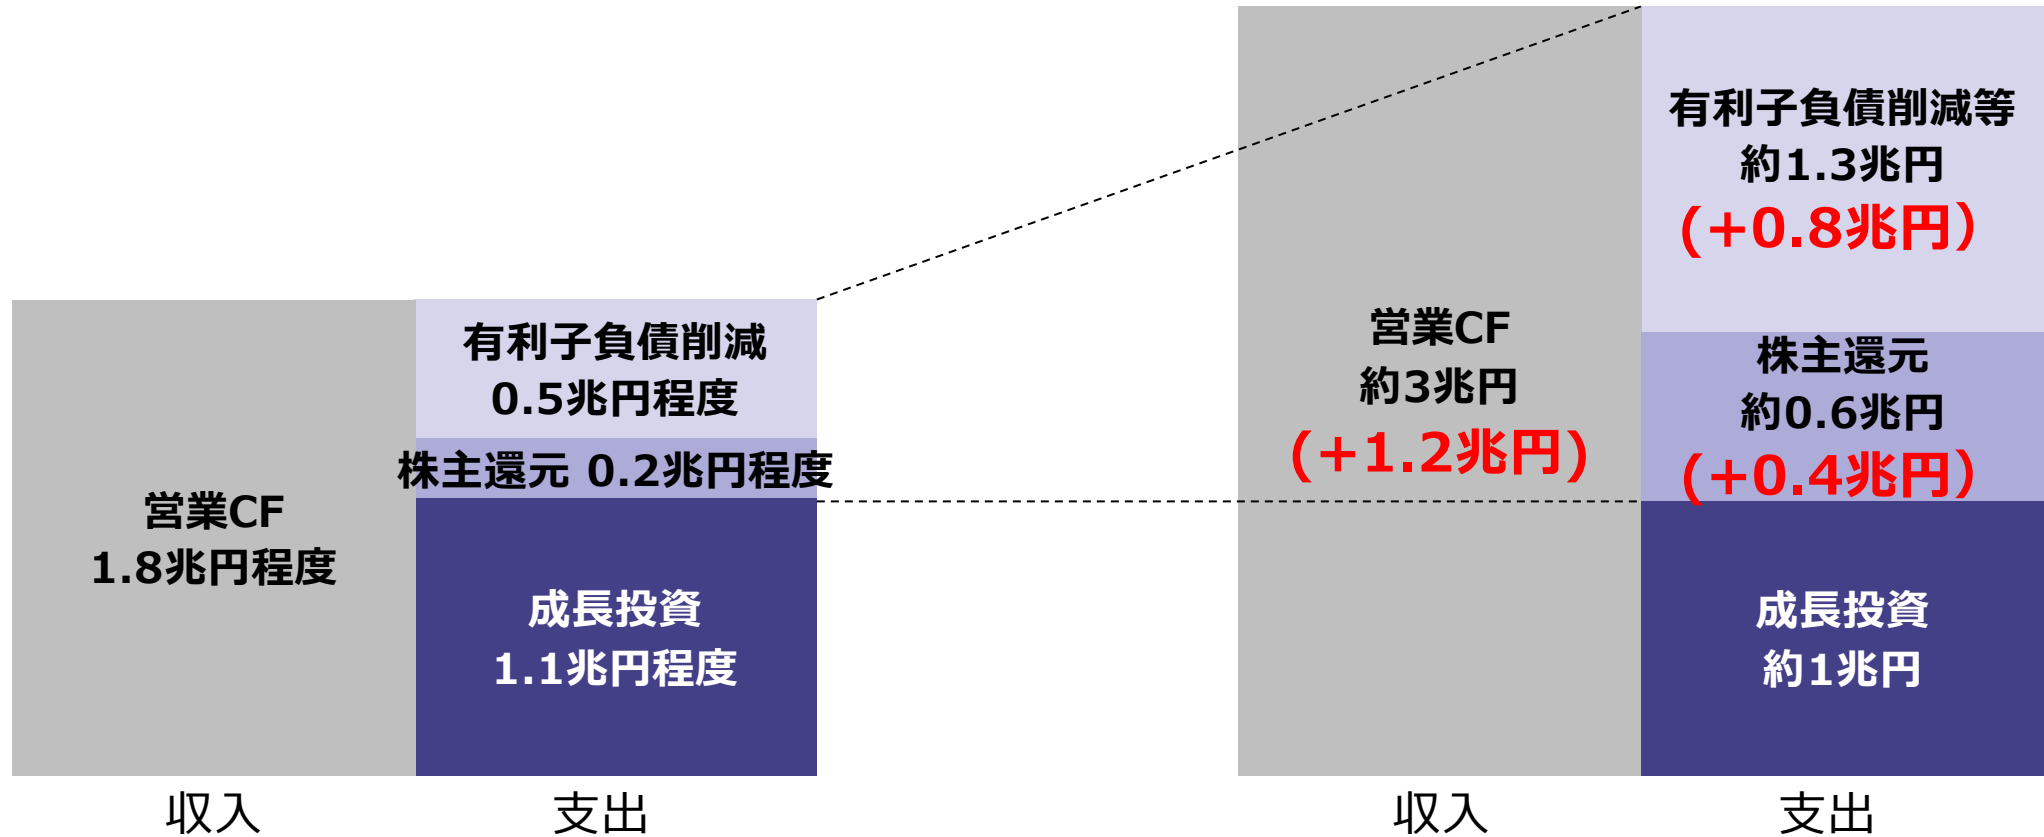 営業CF
1.8兆円程度
有利子負債削減
0.5兆円程度
株主還元 0.2兆円程度
成長投資
1.1兆円程度
収入
支出
営業CF
約3兆円
(+1.2兆円)
有利子負債削減等
約1.3兆円
(+0.8兆円）
株主還元
約0.6兆円
(+0.4兆円）
成長投資
約1兆円
収入
支出